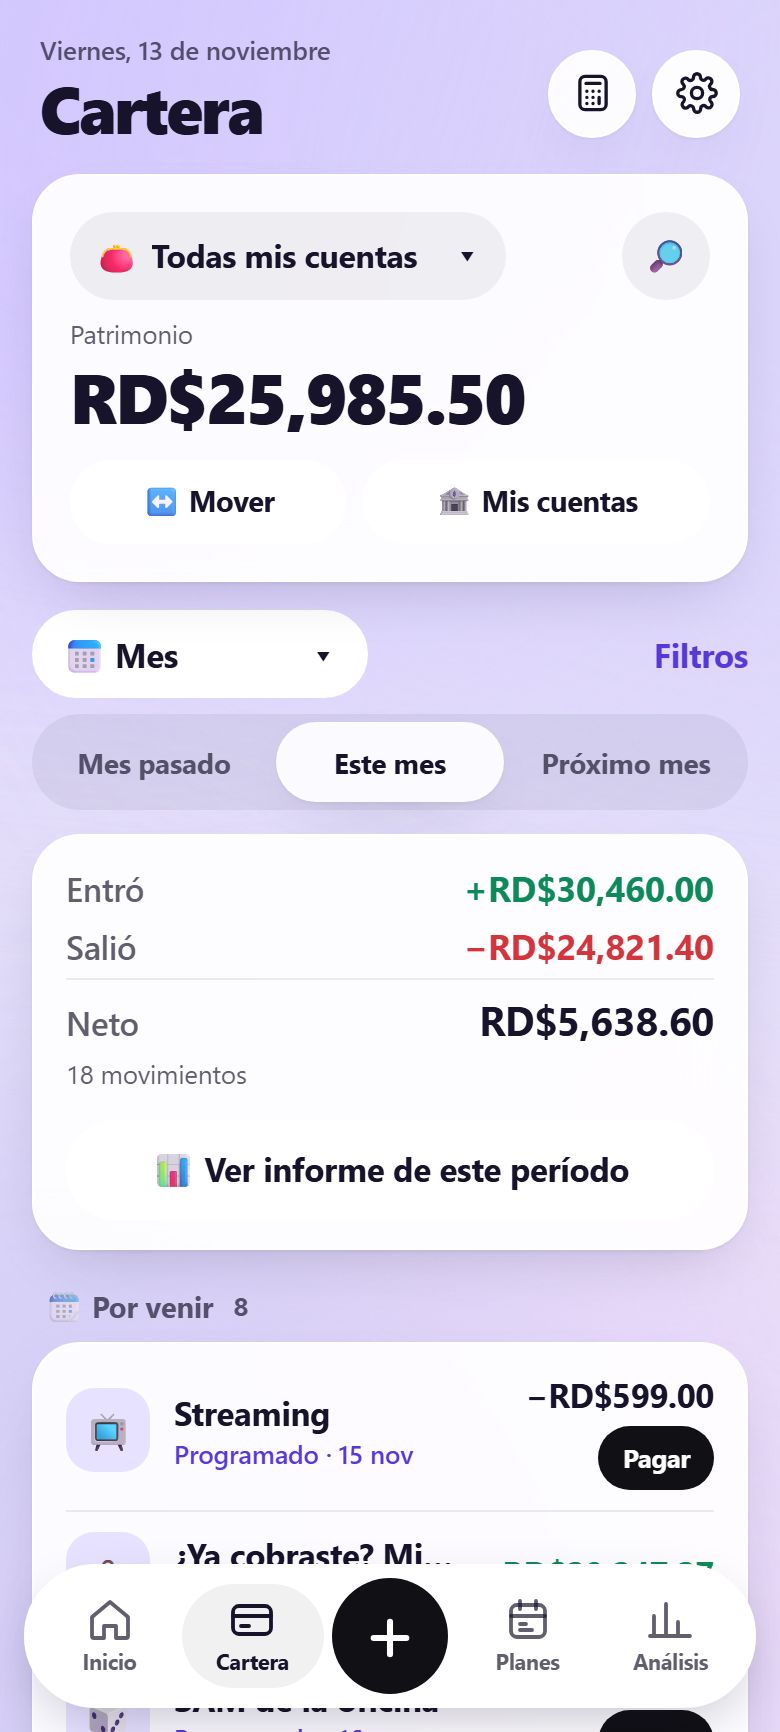 Viernes, 13 de noviembre
Cartera
Todas mis cuentas
Patrimonio
RD$25,985.50
Mover
Mis cuentas
Mes
Filtros
Mes pasado
Este mes
Próximo mes
Entró +RD$30,460.00
Salió −RD$24,821.40
Neto RD$5,638.60
18 movimientos
Ver informe de este período
Por venir 8
Streaming −RD$599.00
Programado · 15 nov
Pagar
¿Ya cobraste? Mi…
Inicio
Cartera
Planes
Análisis